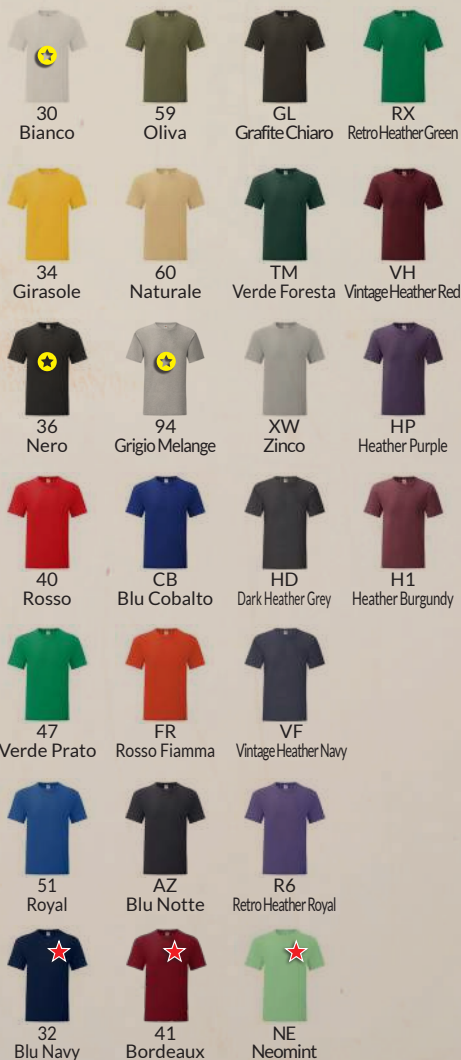 30
Bianco
59
Oliva
GL
Grafite Chiaro
RX
Retro Heather Green
34
Girasole
60
Naturale
TM
Verde Foresta
VH
Vintage Heather Red
36
Nero
94
Grigio Melange
XW
Zinco
HP
Heather Purple
40
Rosso
CB
Blu Cobalto
HD
Dark Heather Grey
H1
Heather Burgundy
47
Verde Prato
FR
Rosso Fiamma
VF
Vintage Heather Navy
51
Royal
AZ
Blu Notte
R6
Retro Heather Royal
32
Blu Navy
41
Bordeaux
NE
Neomint